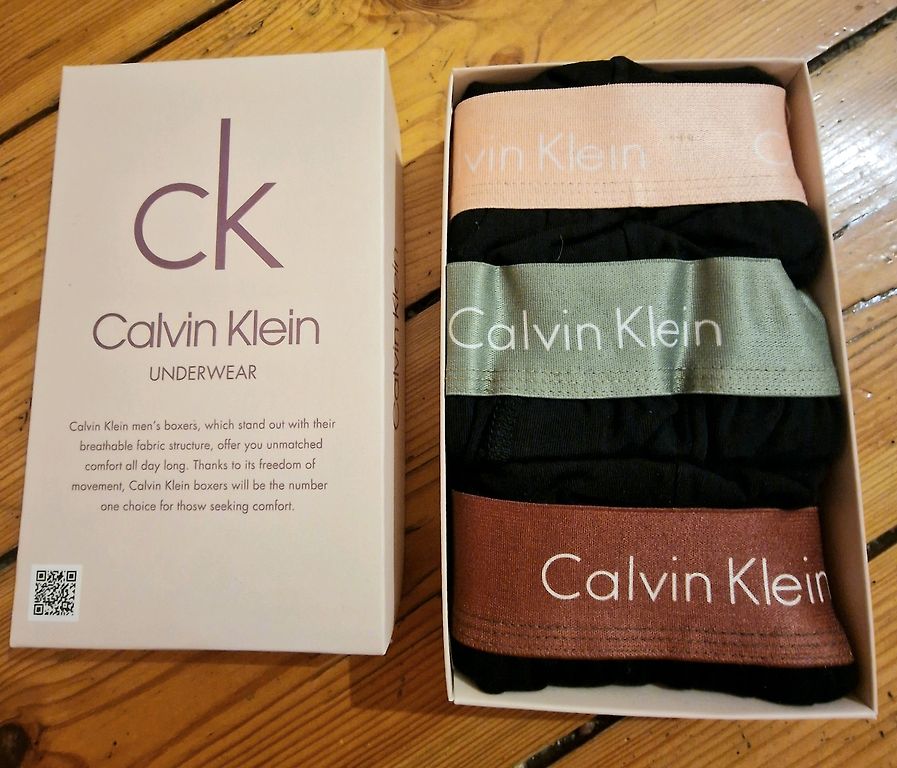 ck
Calvin Klein
UNDERWEAR
Calvin Klein men's boxers, which stand out with their
breathable fabric structure, offer you unmatched
comfort all day long. Thanks to its freedom of
movement, Calvin Klein boxers will be the number
one choice for thosw seeking comfort.
Calvin Klein
vin Klein C
Calvin Klein
Calvin Klein